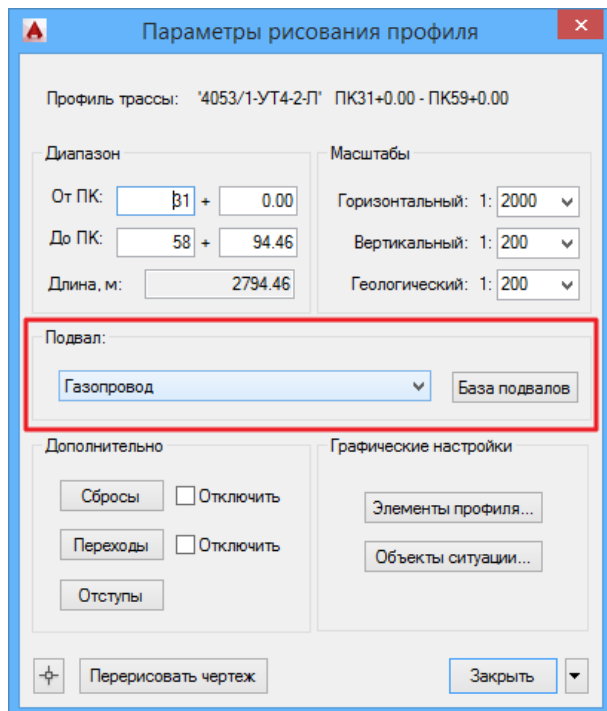 Параметры рисования профиля
Профиль трассы: '4053/1-УТ4-2-Л' ПК31+0.00 - ПК59+0.00
Диапазон
От ПК: 31 + 0.00
До ПК: 58 + 94.46
Длина, м: 2794.46
Масштабы
Горизонтальный: 1: 2000
Вертикальный: 1: 200
Геологический: 1: 200
Подвал:
Газопровод
База подвалов
Дополнительно
Сбросы Отключить
Переходы Отключить
Отступы
Графические настройки
Элементы профиля...
Объекты ситуации...
Перерисовать чертеж
Закрыть